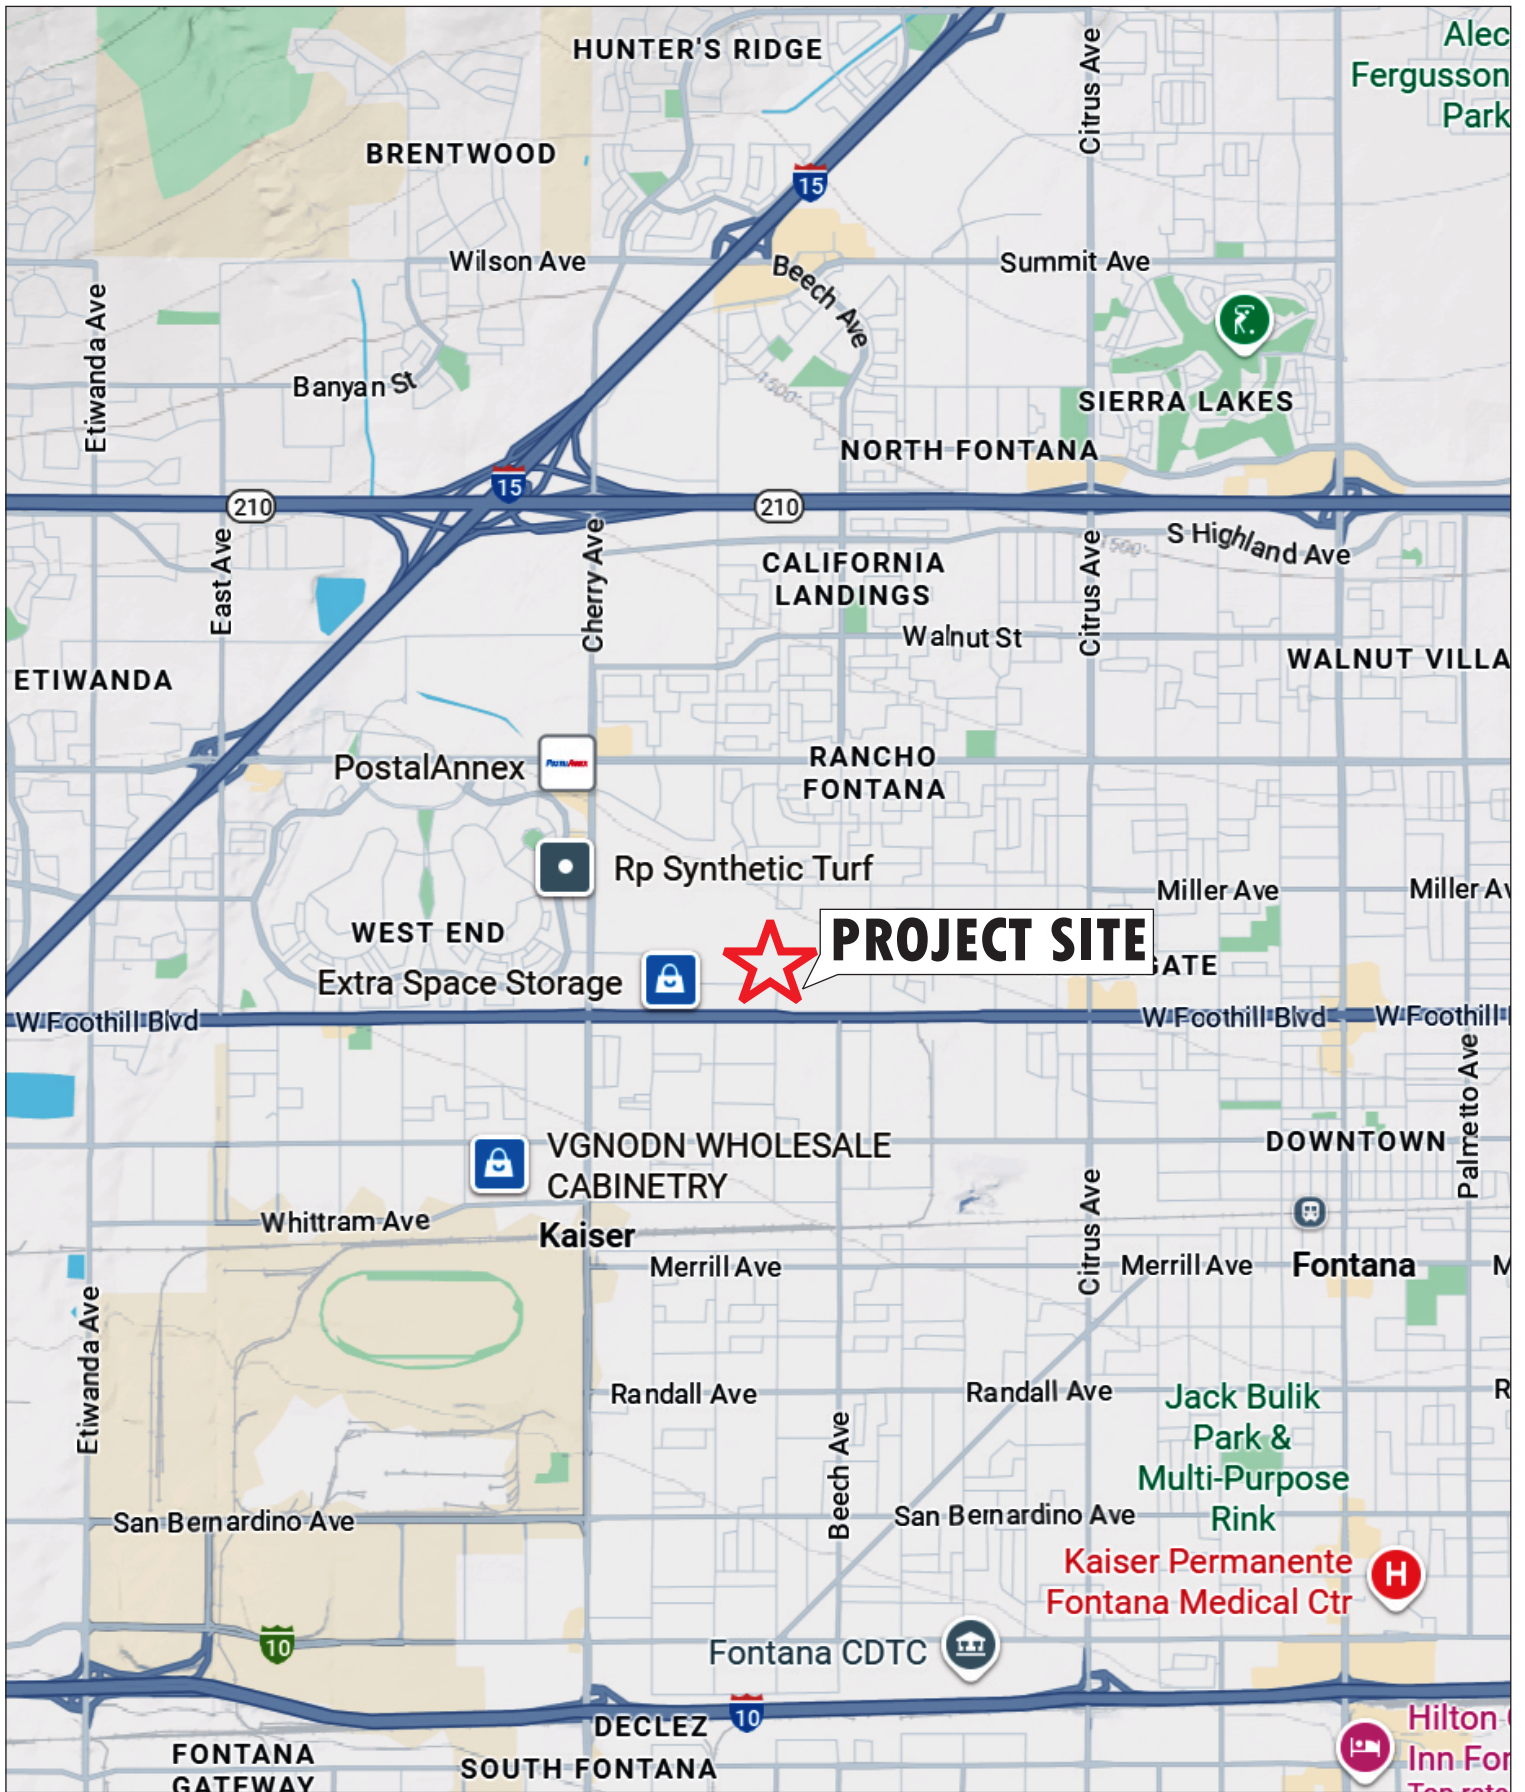 HUNTER'S RIDGE
Citrus Ave
Alec
Fergusson
Park
BRENTWOOD
15
Wilson Ave
Beech Ave
Summit Ave
Etiwanda Ave
Banyan St
1500'
SIERRA LAKES
NORTH FONTANA
15
210
210
East Ave
Cherry Ave
CALIFORNIA
LANDINGS
Citrus Ave
1500'
S Highland Ave
Walnut St
ETIWANDA
WALNUT VILLA
PostalAnnex
PostalAnnex
RANCHO
FONTANA
Rp Synthetic Turf
Miller Ave
Miller Av
WEST END
PROJECT SITE
GATE
Extra Space Storage
W Foothill Blvd
W Foothill Blvd
W Foothill
Palmetto Ave
VGNODN WHOLESALE
CABINETRY
DOWNTOWN
Whittram Ave
Kaiser
Citrus Ave
Merrill Ave
Merrill Ave
Fontana
M
Etiwanda Ave
Randall Ave
Randall Ave
R
Jack Bulik
Park &
Multi-Purpose
Rink
Beech Ave
San Bernardino Ave
San Bernardino Ave
Kaiser Permanente
Fontana Medical Ctr
H
10
Fontana CDTC
10
DECLEZ
Hilton
Inn For
FONTANA
GATEWAY
SOUTH FONTANA